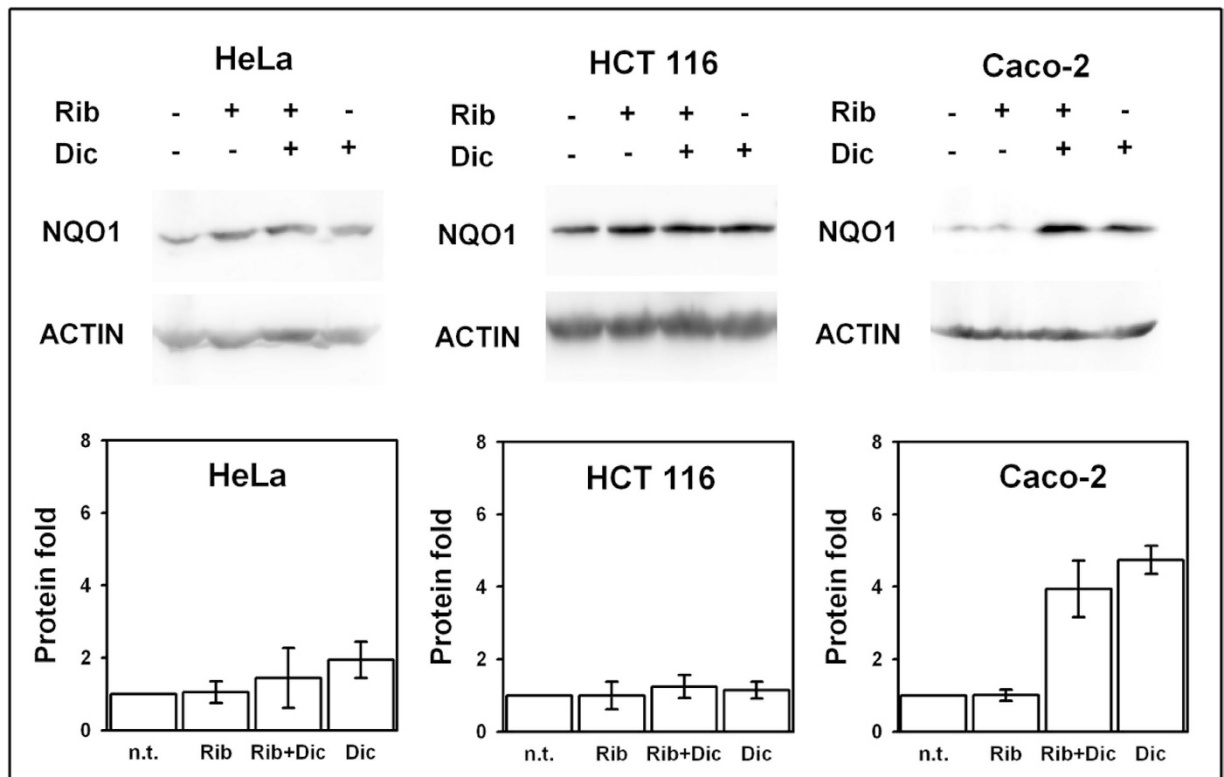 HeLa
Rib - + + -
Dic - - + +
NQO1
ACTIN
HCT 116
Rib - + + -
Dic - - + +
NQO1
ACTIN
Caco-2
Rib - + + -
Dic - - + +
NQO1
ACTIN
HeLa
Protein fold
8
6
4
2
0
n.t. Rib Rib+Dic Dic
HCT 116
Protein fold
8
6
4
2
0
n.t. Rib Rib+Dic Dic
Caco-2
Protein fold
8
6
4
2
0
n.t. Rib Rib+Dic Dic